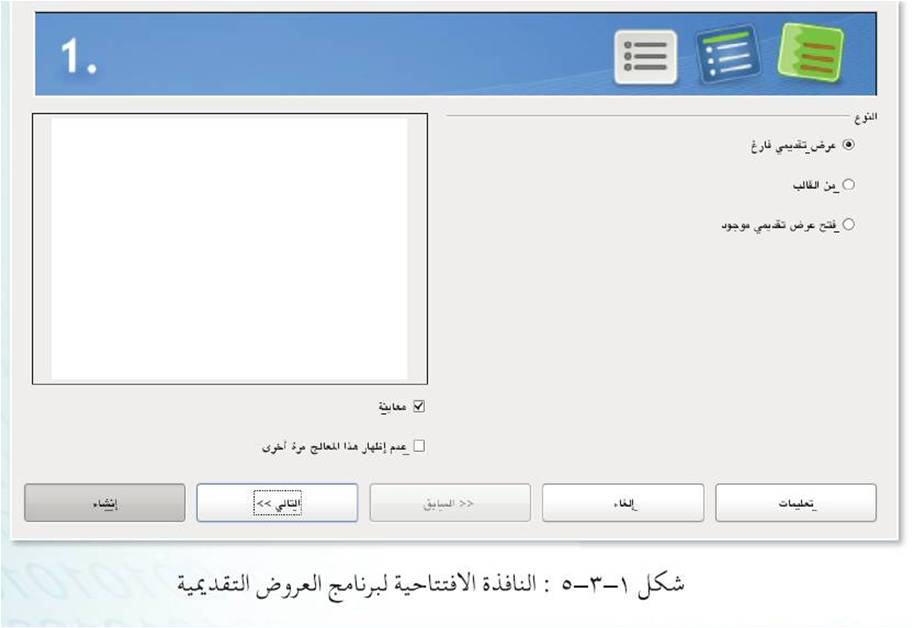 1.
النوع
عرض تقديمي فارغ
من القالب
فتح عرض تقديمي موجود
معاينة
عدم إظهار هذا المعالج مرة أخرى
تعليمات
إلغاء
<< السابق
التالي >>
إنشاء
شكل ١-٣-٥ : النافذة الافتتاحية لبرنامج العروض التقديمية